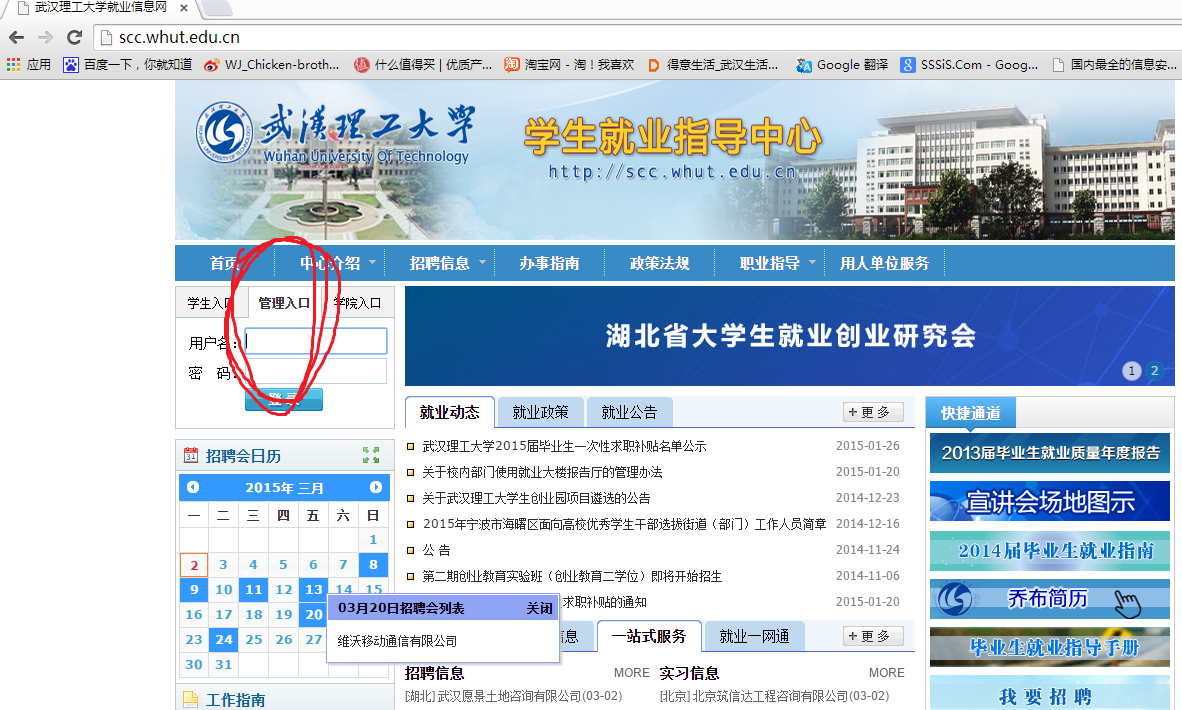 武汉理工大学就业信息网
scc.whut.edu.cn
应用 百度一下，你就知道 WJ_Chicken-broth... 什么值得买 | 优质产... 淘宝网 - 淘！我喜欢 得意生活_武汉生活... Google 翻译 SSSiS.Com - Goog... 国内最全的信息安...
武漢理工大学
Wuhan University Of Technology
学生就业指导中心
http://scc.whut.edu.cn
首页 中心介绍 招聘信息 办事指南 政策法规 职业指导 用人单位服务
学生入口 管理入口 学院入口
用户名：
密 码：
登 录
湖北省大学生就业创业研究会
1 2
就业动态 就业政策 就业公告 +更多
武汉理工大学2015届毕业生一次性求职补贴名单公示 2015-01-26
关于校内部门使用就业大楼报告厅的管理办法 2015-01-20
关于武汉理工大学生创业园项目遴选的公告 2014-12-23
2015年宁波市海曙区面向高校优秀学生干部选拔街道（部门）工作人员简章 2014-12-16
公 告 2014-11-24
第二期创业教育实验班（创业教育二学位）即将开始招生 2014-11-06
求职补贴的通知 2015-01-20
招聘会日历
31
2015年 三月
一 二 三 四 五 六 日
1
2 3 4 5 6 7 8
9 10 11 12 13 14 15
16 17 18 19 20
23 24 25 26 27
30 31
03月20日招聘会列表 关闭
维沃移动通信有限公司
工作指南
息 一站式服务 就业一网通 +更多
招聘信息 MORE
[湖北] 武汉愿景土地咨询有限公司(03-02)
实习信息 MORE
[北京] 北京筑信达工程咨询有限公司(03-02)
快捷通道
2013届毕业生就业质量年度报告
宣讲会场地图示
2014届毕业生就业指南
乔布简历
毕业生就业指导手册
我 要 招 聘